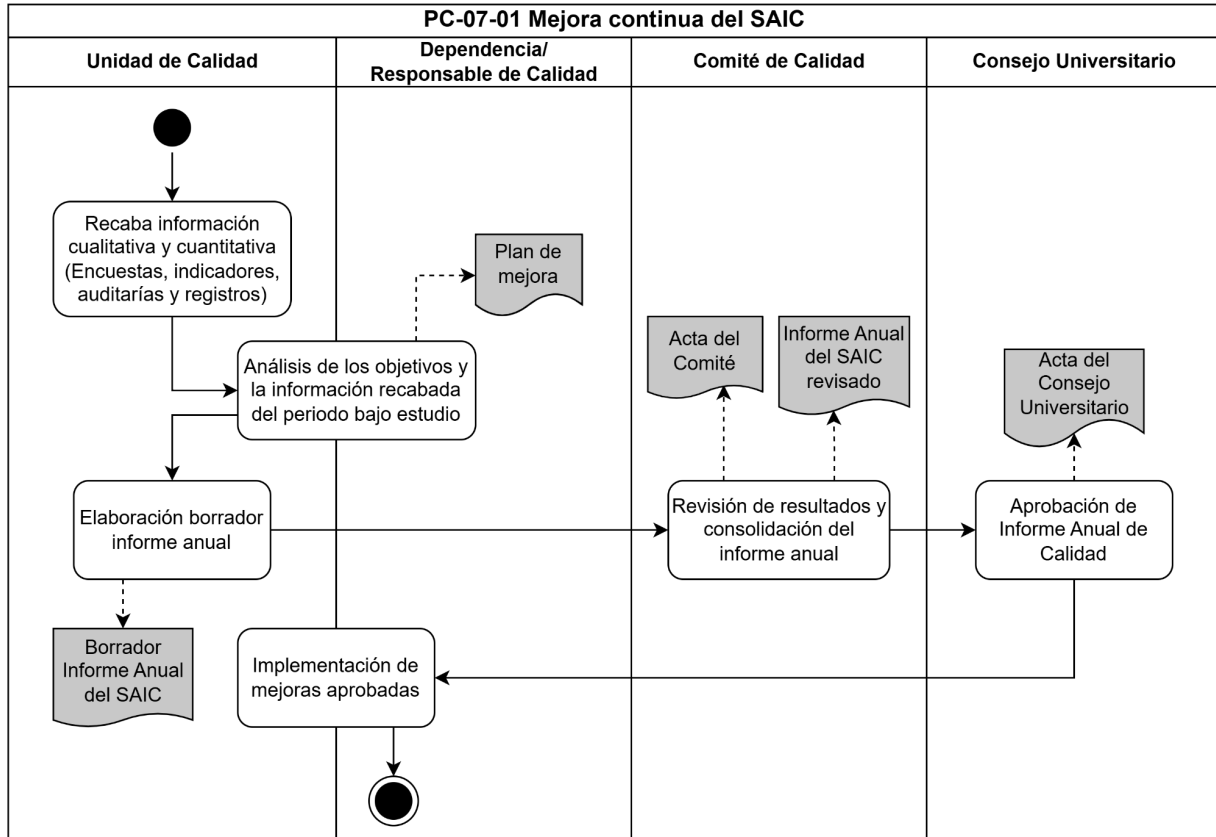 PC-07-01 Mejora continua del SAIC
Unidad de Calidad
Dependencia/
Responsable de Calidad
Comité de Calidad
Consejo Universitario
Recaba información
cualitativa y cuantitativa
(Encuestas, indicadores,
auditarías y registros)
Plan de
mejora
Análisis de los objetivos y
la información recabada
del periodo bajo estudio
Acta del
Comité
Informe Anual
del SAIC
revisado
Acta del
Consejo
Universitario
Elaboración borrador
informe anual
Revisión de resultados y
consolidación del
informe anual
Aprobación de
Informe Anual de
Calidad
Borrador
Informe Anual
del SAIC
Implementación de
mejoras aprobadas